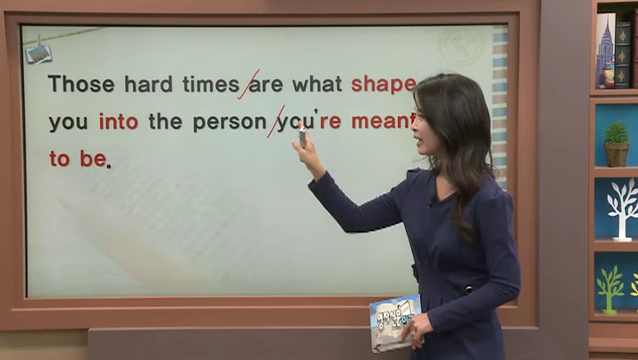 Those hard times are what shape
you into the person you're meant
to be.